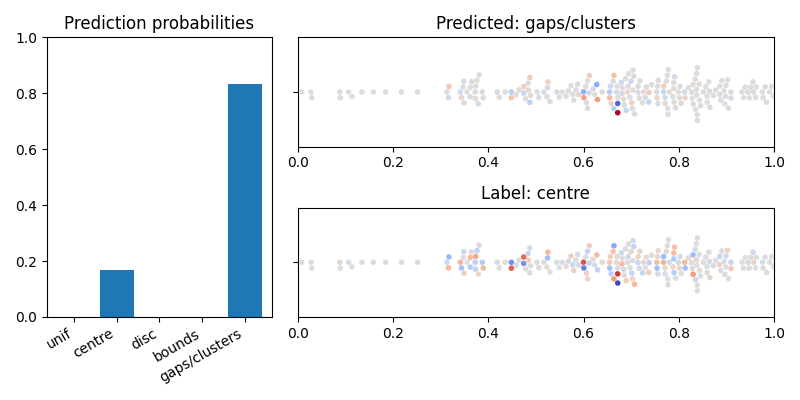 Prediction probabilities
1.0
0.8
0.6
0.4
0.2
0.0
unif
centre
disc
bounds
gaps/clusters
Predicted: gaps/clusters
0.0 0.2 0.4 0.6 0.8 1.0
Label: centre
0.0 0.2 0.4 0.6 0.8 1.0